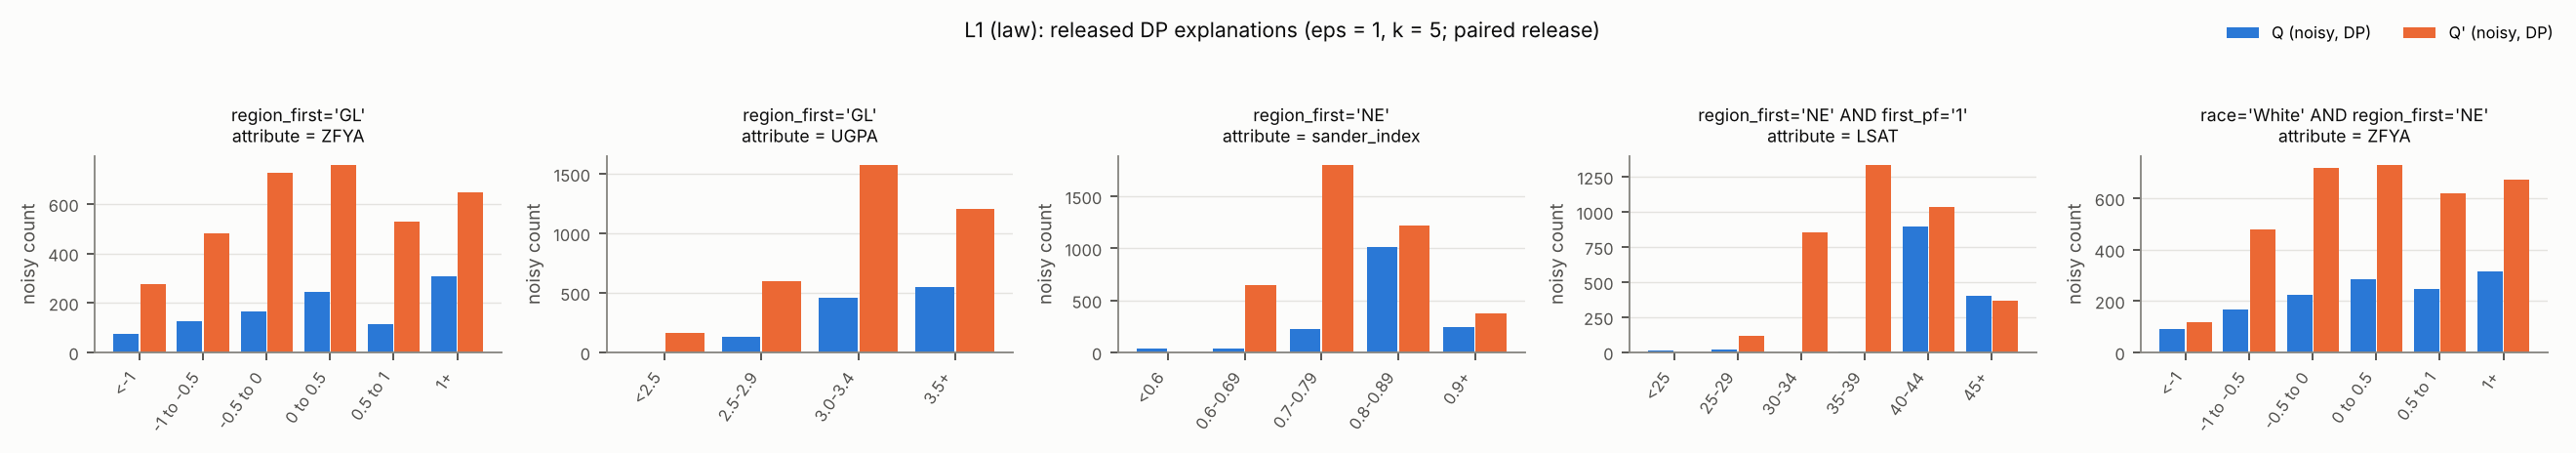 L1 (law): released DP explanations (eps = 1, k = 5; paired release)
Q (noisy, DP)
Q' (noisy, DP)
region_first='GL'
attribute = ZFYA
noisy count
600
400
200
0
<-1
-1 to -0.5
-0.5 to 0
0 to 0.5
0.5 to 1
1+
region_first='GL'
attribute = UGPA
noisy count
1500
1000
500
0
<2.5
2.5-2.9
3.0-3.4
3.5+
region_first='NE'
attribute = sander_index
noisy count
1500
1000
500
0
<0.6
0.6-0.69
0.7-0.79
0.8-0.89
0.9+
region_first='NE' AND first_pf='1'
attribute = LSAT
noisy count
1250
1000
750
500
250
0
<25
25-29
30-34
35-39
40-44
45+
race='White' AND region_first='NE'
attribute = ZFYA
noisy count
600
400
200
0
<-1
-1 to -0.5
-0.5 to 0
0 to 0.5
0.5 to 1
1+